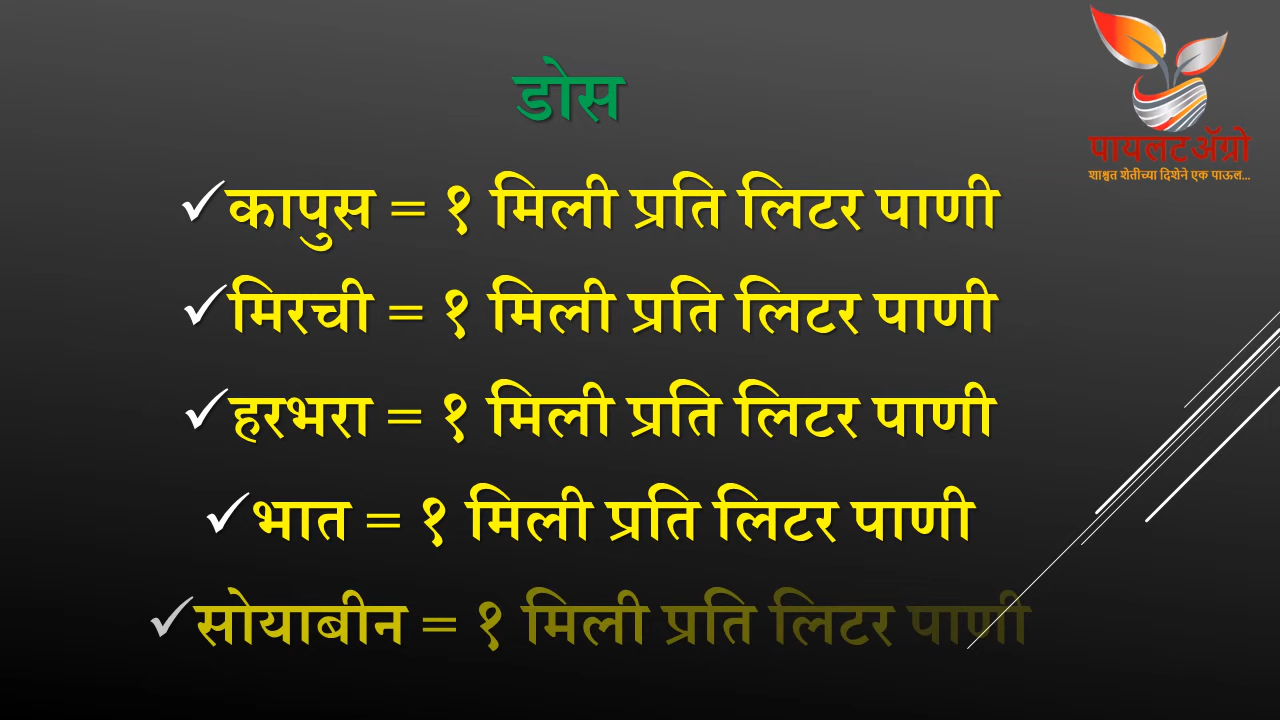 डोस
पायलट ॲग्रो
शाश्वत शेतीच्या दिशेने एक पाऊल...
✓कापुस = १ मिली प्रति लिटर पाणी
✓मिरची = १ मिली प्रति लिटर पाणी
✓हरभरा = १ मिली प्रति लिटर पाणी
✓भात = १ मिली प्रति लिटर पाणी
✓सोयाबीन = १ मिली प्रति लिटर पाणी